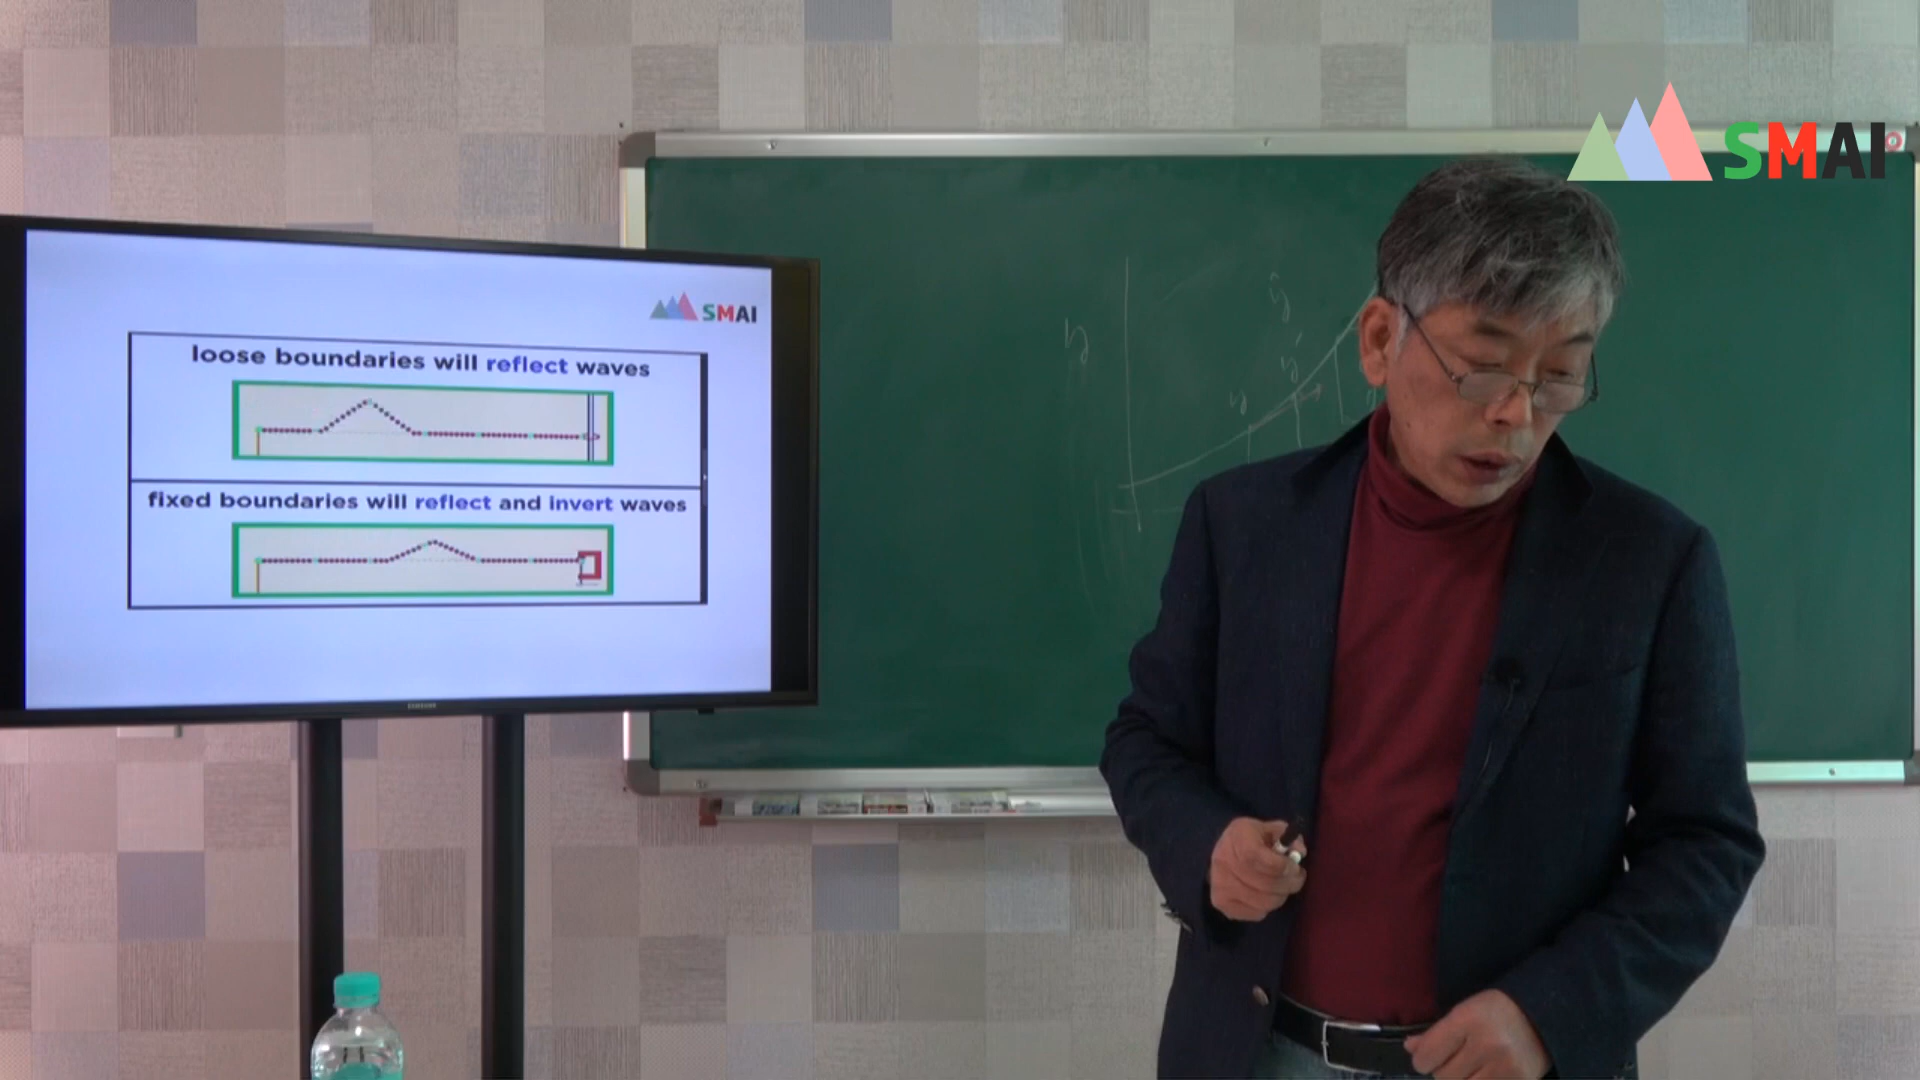 SMAI
SMAI
loose boundaries will reflect waves
fixed boundaries will reflect and invert waves
SAMSUNG
y
y
y'
ÿ